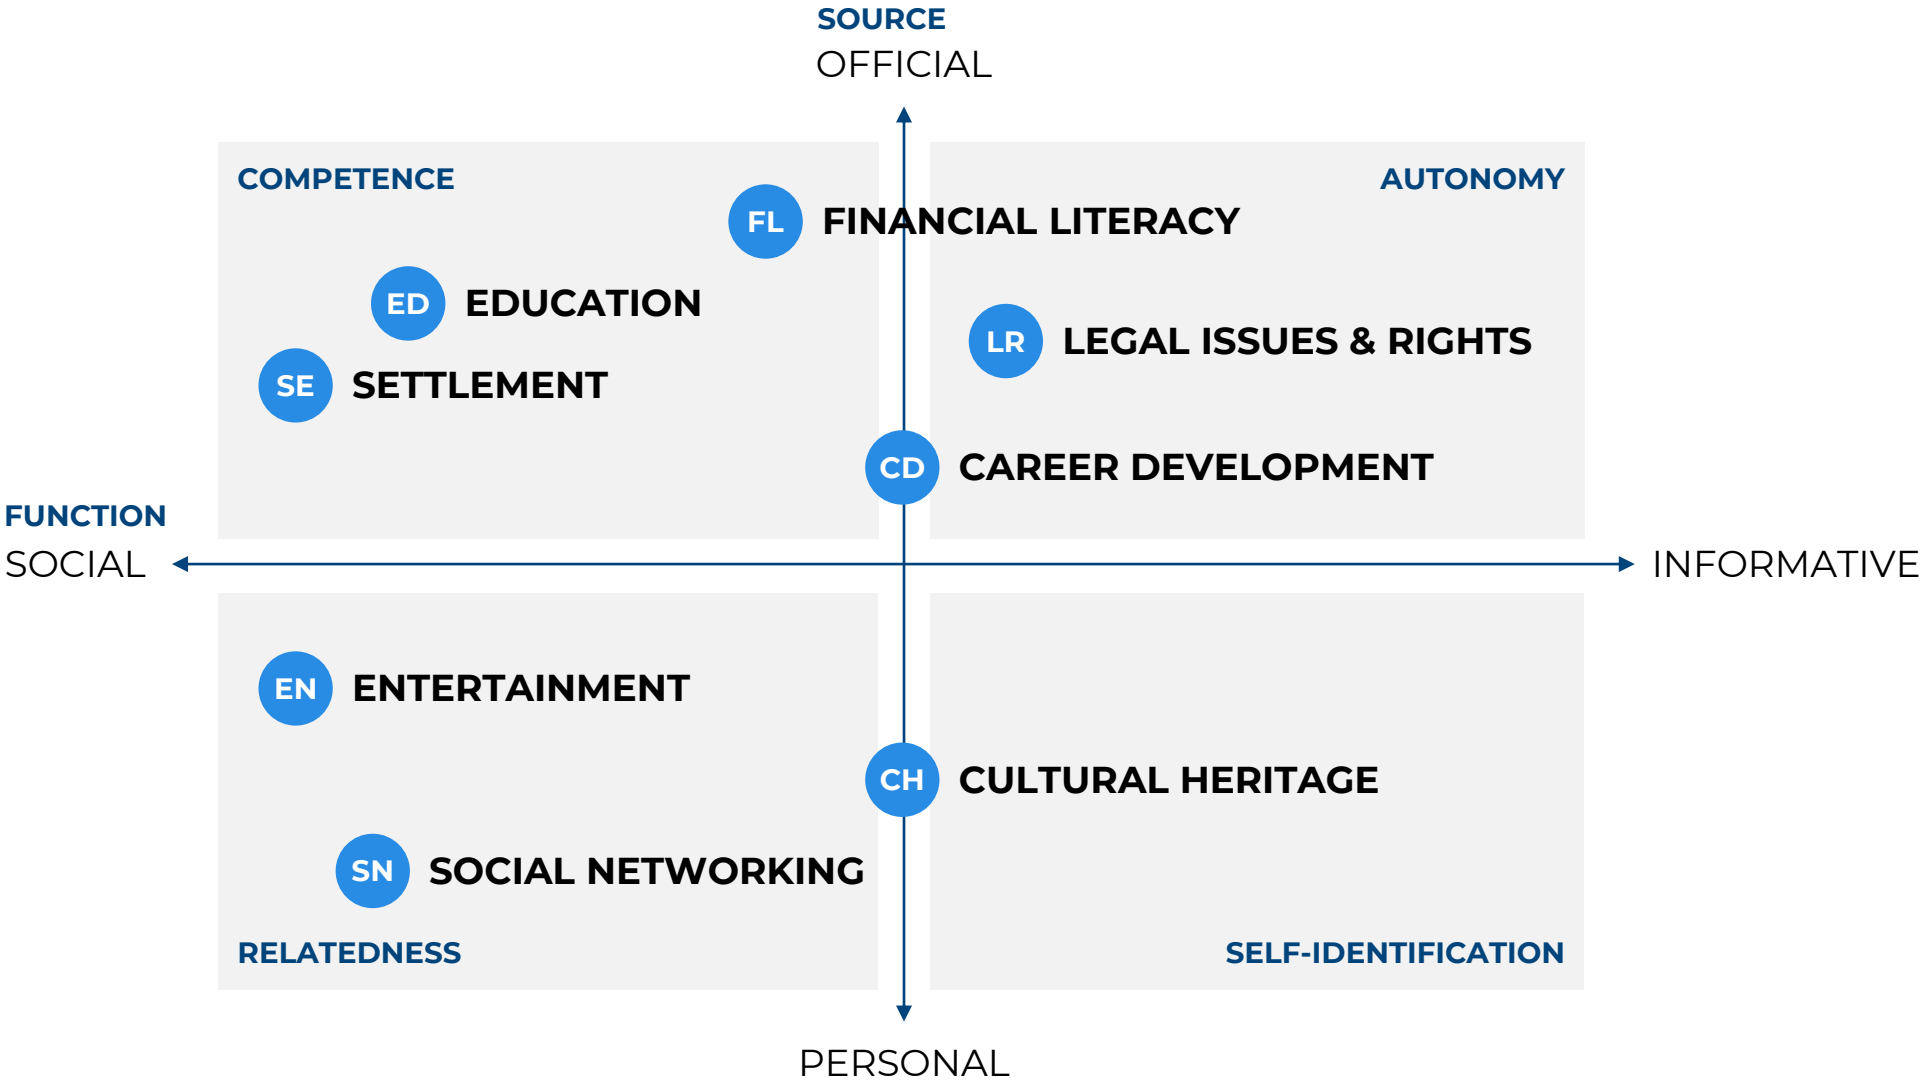 SOURCE
OFFICIAL
COMPETENCE
AUTONOMY
FL FINANCIAL LITERACY
ED EDUCATION
LR LEGAL ISSUES & RIGHTS
SE SETTLEMENT
CD CAREER DEVELOPMENT
FUNCTION
SOCIAL
INFORMATIVE
EN ENTERTAINMENT
CH CULTURAL HERITAGE
SN SOCIAL NETWORKING
RELATEDNESS
SELF-IDENTIFICATION
PERSONAL